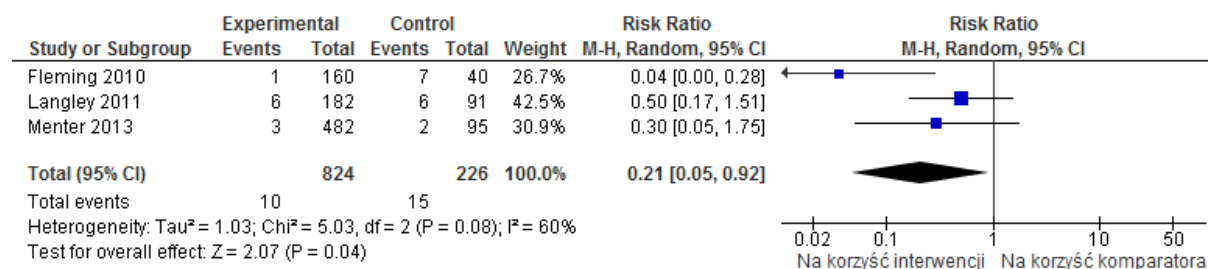 Experimental Control Risk Ratio Risk Ratio
Study or Subgroup Events Total Events Total Weight M-H, Random, 95% CI M-H, Random, 95% CI
Fleming 2010 1 160 7 40 26.7% 0.04 [0.00, 0.28]
Langley 2011 6 182 6 91 42.5% 0.50 [0.17, 1.51]
Menter 2013 3 482 2 95 30.9% 0.30 [0.05, 1.75]
Total (95% CI) 824 226 100.0% 0.21 [0.05, 0.92]
Total events 10 15
Heterogeneity: Tau² = 1.03; Chi² = 5.03, df = 2 (P = 0.08); I² = 60%
Test for overall effect: Z = 2.07 (P = 0.04)
0.02 0.1 1 10 50
Na korzyść interwencji Na korzyść komparatora